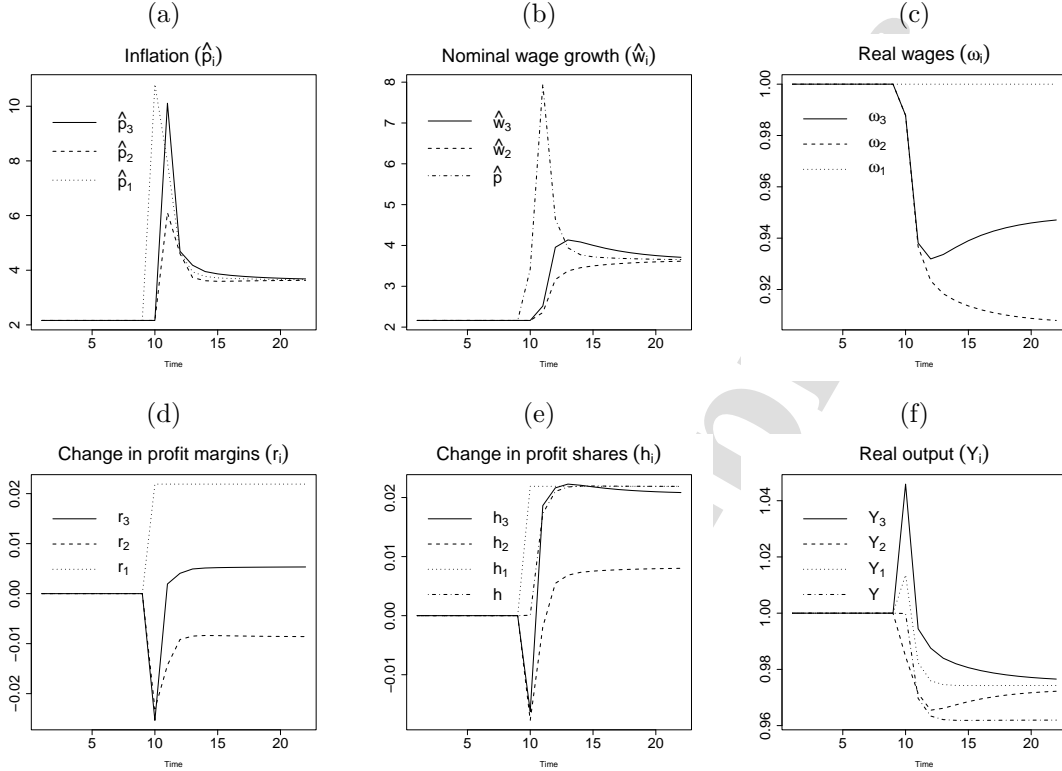 (a)
Inflation (p̂ᵢ)
p̂₃
p̂₂
p̂₁
2 4 6 8 10
5 10 15 20
Time
(b)
Nominal wage growth (ŵᵢ)
ŵ₃
ŵ₂
p̂
2 3 4 5 6 7 8
5 10 15 20
Time
(c)
Real wages (ωᵢ)
ω₃
ω₂
ω₁
0.92 0.94 0.96 0.98 1.00
5 10 15 20
Time
(d)
Change in profit margins (rᵢ)
r₃
r₂
r₁
−0.02 −0.01 0.00 0.01 0.02
5 10 15 20
Time
(e)
Change in profit shares (hᵢ)
h₃
h₂
h₁
h
−0.01 0.00 0.01 0.02
5 10 15 20
Time
(f)
Real output (Yᵢ)
Y₃
Y₂
Y₁
Y
0.96 0.98 1.00 1.02 1.04
5 10 15 20
Time